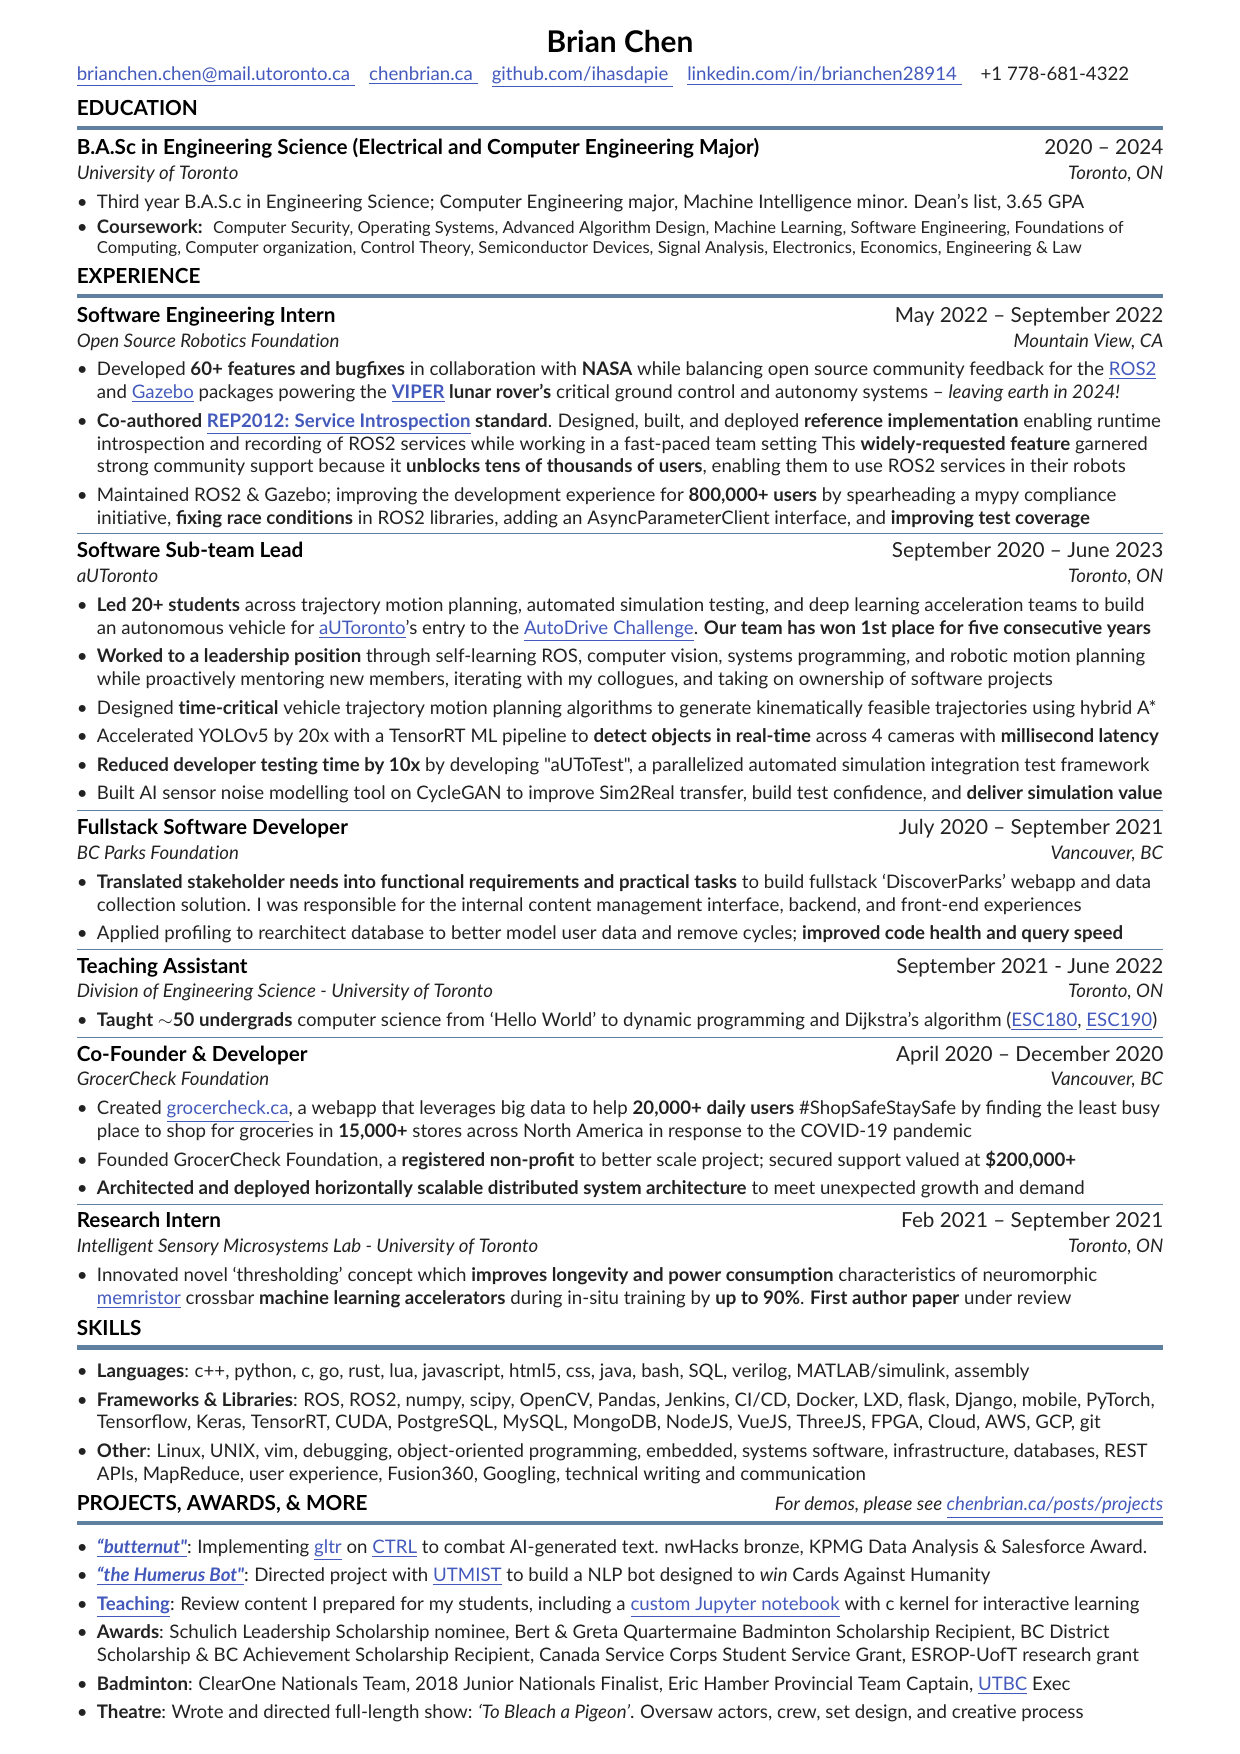 Brian Chen
brianchen.chen@mail.utoronto.ca chenbrian.ca github.com/ihasdapie linkedin.com/in/brianchen28914 +1 778-681-4322
EDUCATION
B.A.Sc in Engineering Science (Electrical and Computer Engineering Major) 2020 – 2024
University of Toronto Toronto, ON
• Third year B.A.S.c in Engineering Science; Computer Engineering major, Machine Intelligence minor. Dean’s list, 3.65 GPA
• Coursework: Computer Security, Operating Systems, Advanced Algorithm Design, Machine Learning, Software Engineering, Foundations of
Computing, Computer organization, Control Theory, Semiconductor Devices, Signal Analysis, Electronics, Economics, Engineering & Law
EXPERIENCE
Software Engineering Intern May 2022 – September 2022
Open Source Robotics Foundation Mountain View, CA
• Developed 60+ features and bugfixes in collaboration with NASA while balancing open source community feedback for the ROS2
and Gazebo packages powering the VIPER lunar rover’s critical ground control and autonomy systems – leaving earth in 2024!
• Co-authored REP2012: Service Introspection standard. Designed, built, and deployed reference implementation enabling runtime
introspection and recording of ROS2 services while working in a fast-paced team setting This widely-requested feature garnered
strong community support because it unblocks tens of thousands of users, enabling them to use ROS2 services in their robots
• Maintained ROS2 & Gazebo; improving the development experience for 800,000+ users by spearheading a mypy compliance
initiative, fixing race conditions in ROS2 libraries, adding an AsyncParameterClient interface, and improving test coverage
Software Sub-team Lead September 2020 – June 2023
aUToronto Toronto, ON
• Led 20+ students across trajectory motion planning, automated simulation testing, and deep learning acceleration teams to build
an autonomous vehicle for aUToronto’s entry to the AutoDrive Challenge. Our team has won 1st place for five consecutive years
• Worked to a leadership position through self-learning ROS, computer vision, systems programming, and robotic motion planning
while proactively mentoring new members, iterating with my collogues, and taking on ownership of software projects
• Designed time-critical vehicle trajectory motion planning algorithms to generate kinematically feasible trajectories using hybrid A*
• Accelerated YOLOv5 by 20x with a TensorRT ML pipeline to detect objects in real-time across 4 cameras with millisecond latency
• Reduced developer testing time by 10x by developing "aUToTest", a parallelized automated simulation integration test framework
• Built AI sensor noise modelling tool on CycleGAN to improve Sim2Real transfer, build test confidence, and deliver simulation value
Fullstack Software Developer July 2020 – September 2021
BC Parks Foundation Vancouver, BC
• Translated stakeholder needs into functional requirements and practical tasks to build fullstack ‘DiscoverParks’ webapp and data
collection solution. I was responsible for the internal content management interface, backend, and front-end experiences
• Applied profiling to rearchitect database to better model user data and remove cycles; improved code health and query speed
Teaching Assistant September 2021 - June 2022
Division of Engineering Science - University of Toronto Toronto, ON
• Taught ∼50 undergrads computer science from ‘Hello World’ to dynamic programming and Dijkstra’s algorithm (ESC180, ESC190)
Co-Founder & Developer April 2020 – December 2020
GrocerCheck Foundation Vancouver, BC
• Created grocercheck.ca, a webapp that leverages big data to help 20,000+ daily users #ShopSafeStaySafe by finding the least busy
place to shop for groceries in 15,000+ stores across North America in response to the COVID-19 pandemic
• Founded GrocerCheck Foundation, a registered non-profit to better scale project; secured support valued at $200,000+
• Architected and deployed horizontally scalable distributed system architecture to meet unexpected growth and demand
Research Intern Feb 2021 – September 2021
Intelligent Sensory Microsystems Lab - University of Toronto Toronto, ON
• Innovated novel ‘thresholding’ concept which improves longevity and power consumption characteristics of neuromorphic
memristor crossbar machine learning accelerators during in-situ training by up to 90%. First author paper under review
SKILLS
• Languages: c++, python, c, go, rust, lua, javascript, html5, css, java, bash, SQL, verilog, MATLAB/simulink, assembly
• Frameworks & Libraries: ROS, ROS2, numpy, scipy, OpenCV, Pandas, Jenkins, CI/CD, Docker, LXD, flask, Django, mobile, PyTorch,
Tensorflow, Keras, TensorRT, CUDA, PostgreSQL, MySQL, MongoDB, NodeJS, VueJS, ThreeJS, FPGA, Cloud, AWS, GCP, git
• Other: Linux, UNIX, vim, debugging, object-oriented programming, embedded, systems software, infrastructure, databases, REST
APIs, MapReduce, user experience, Fusion360, Googling, technical writing and communication
PROJECTS, AWARDS, & MORE For demos, please see chenbrian.ca/posts/projects
• “butternut": Implementing gltr on CTRL to combat AI-generated text. nwHacks bronze, KPMG Data Analysis & Salesforce Award.
• “the Humerus Bot": Directed project with UTMIST to build a NLP bot designed to win Cards Against Humanity
• Teaching: Review content I prepared for my students, including a custom Jupyter notebook with c kernel for interactive learning
• Awards: Schulich Leadership Scholarship nominee, Bert & Greta Quartermaine Badminton Scholarship Recipient, BC District
Scholarship & BC Achievement Scholarship Recipient, Canada Service Corps Student Service Grant, ESROP-UofT research grant
• Badminton: ClearOne Nationals Team, 2018 Junior Nationals Finalist, Eric Hamber Provincial Team Captain, UTBC Exec
• Theatre: Wrote and directed full-length show: ‘To Bleach a Pigeon’. Oversaw actors, crew, set design, and creative process